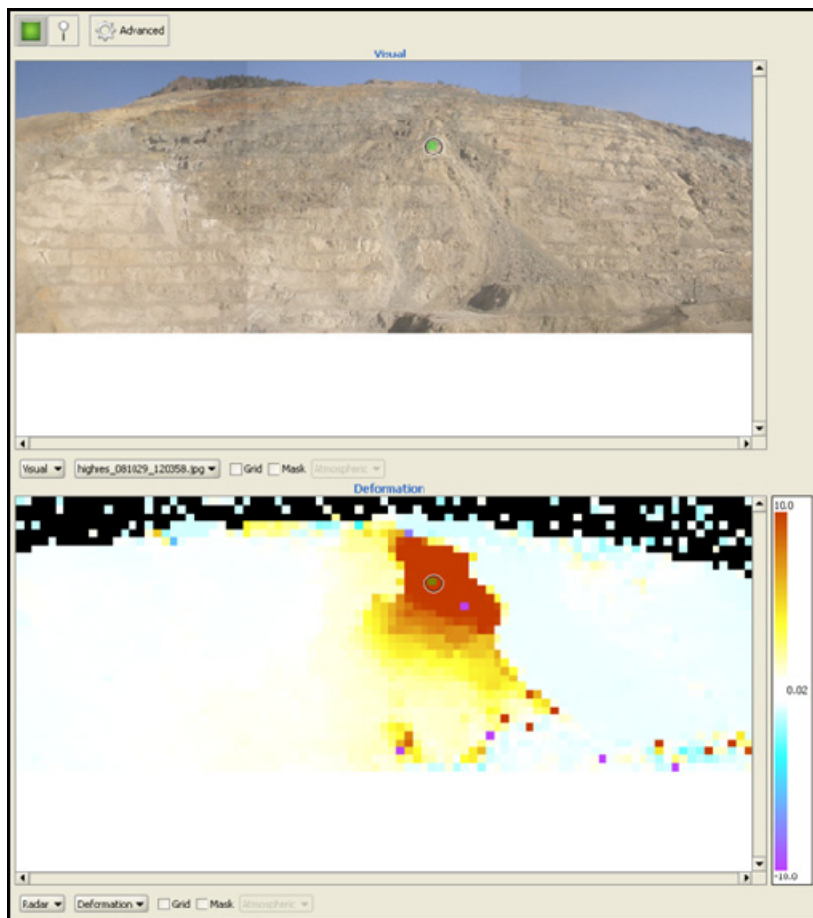 Advanced
Visual
Visual highres_081029_120358.jpg Grid Mask Atmospheric
Deformation
10.0
0.02
-10.0
Radar Deformation Grid Mask Atmospheric